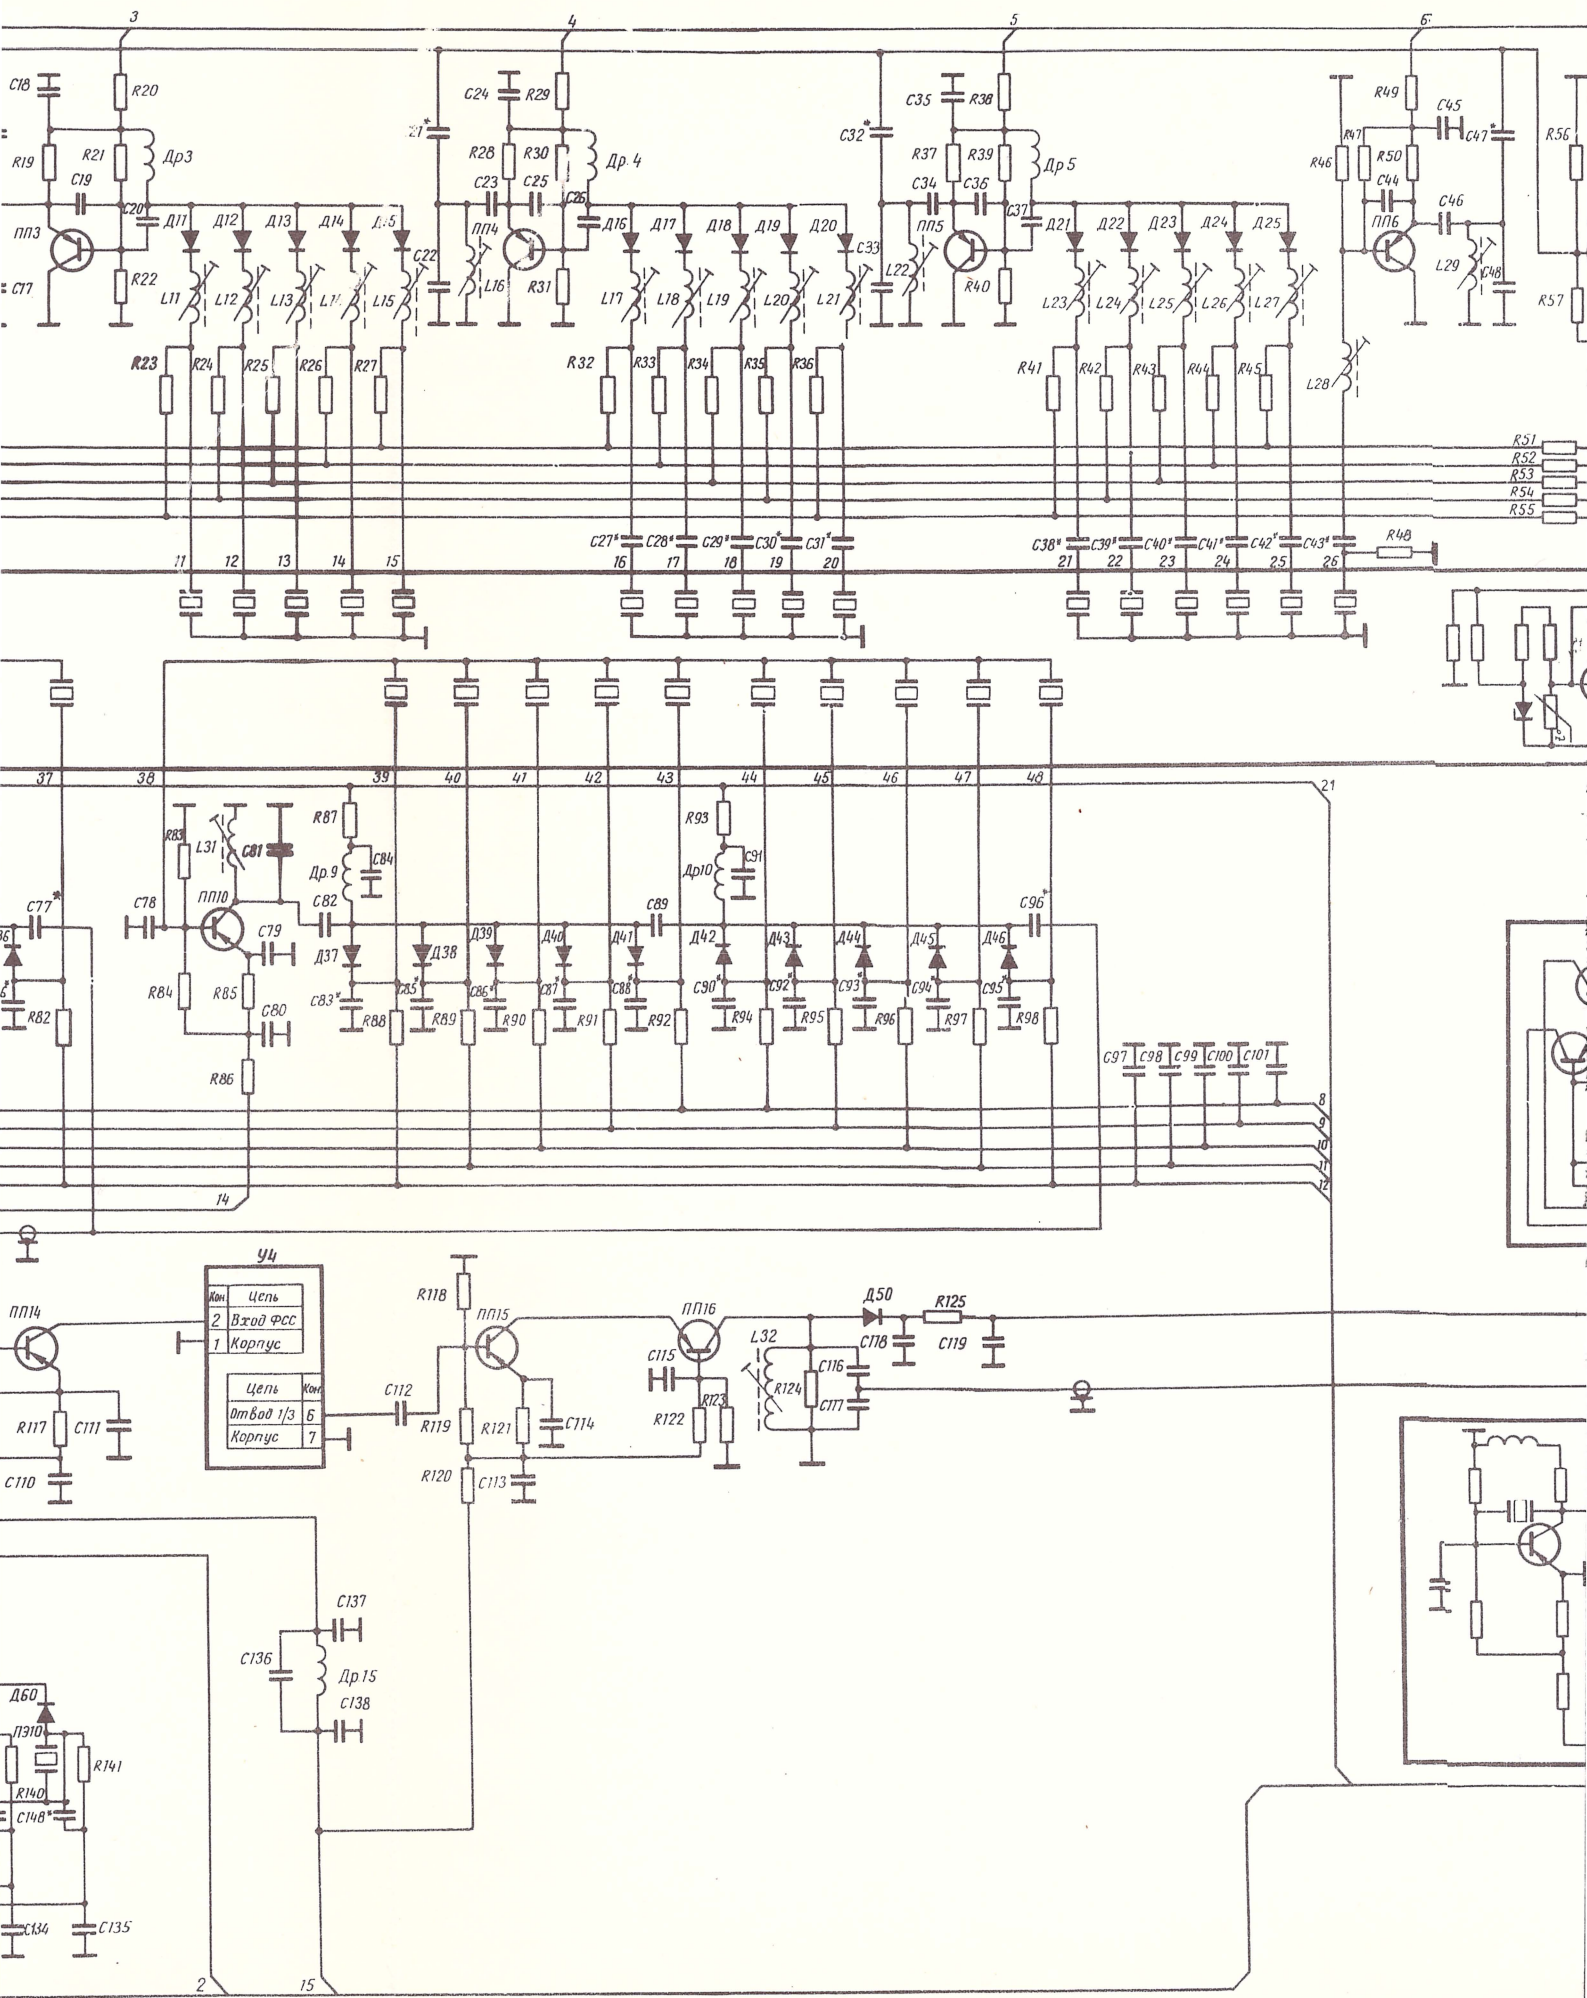 3 4 5 6
C18 R20 C24 R29 C35 R38 R49 C45
C32* C47* R56
R19 R21 Др3 R28 R30 Др.4 R37 R39 Др5 R46 R47 R50
C19 C23 C25 C34 C36 C44
C20 C26 C37 C46
ПП3 Д11 Д12 Д13 Д14 Д15 ПП4 Д16 Д17 Д18 Д19 Д20 ПП5 Д21 Д22 Д23 Д24 Д25 ПП6
C22 C33
C17 R22 L16 R31 L22 R40 L29 C48 R57
L11 L12 L13 L15 L17 L18 L19 L20 L21 L23 L24 L25 L26 L27
R23 R24 R25 R26 R27 R32 R33 R34 R35 R36 R41 R42 R43 R44 R45 L28
R51
R52
R53
R54
R55
C27* C28* C29* C30* C31* C38* C39* C40* C41* C42* C43* R48
11 12 13 14 15 16 17 18 19 20 21 22 23 24 25 26
37 38 39 40 41 42 43 44 45 46 47 48 21
R83 L31 C81 R87 R93
Др.9 C84 Др10 C91
C77* C78 ПП10 C82 C89 C96*
C79 Д37 Д38 Д39 Д40 Д41 Д42 Д43 Д44 Д45 Д46
R84 R85 C83* C85* C86* C87* C88* C90* C92* C93* C94* C95*
R82 C80 R88 R89 R90 R91 R92 R94 R95 R96 R97 R98
R86 C97 C98 C99 C100 C101
8
9
10
11
12
14
У4
Кон Цепь
2 Вход ФСС
1 Корпус
Цепь Кон
Отвод 1/3 6
Корпус 7
ПП14 R118 ПП15 ПП16 Д50 R125
L32 C118 C119
C115 C116
C112 R124 C117
R117 C111 R119 R121 C114 R122 R123
C110 R120 C113
C137
C136 Др.15
C138
Д60
ПЭ10
R141
R140
C148*
C134 C135
2 15